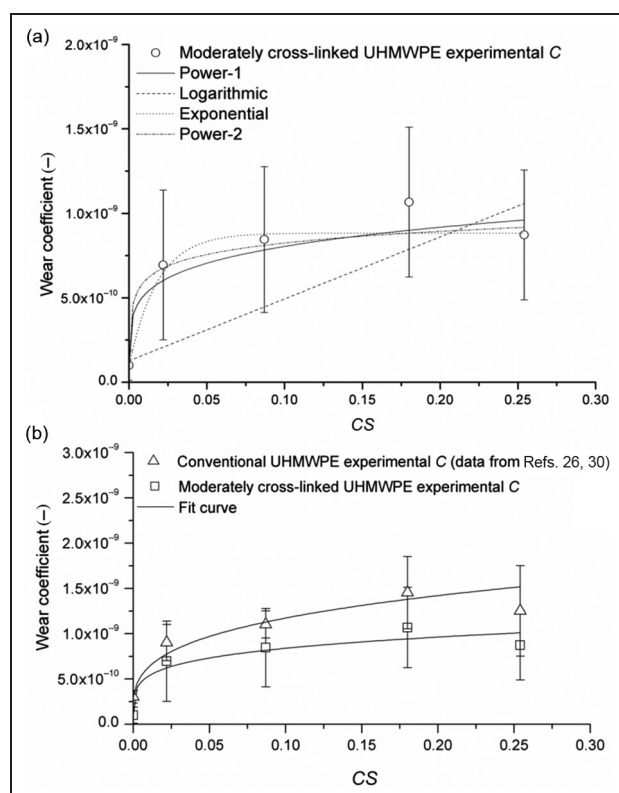 (a)
2.0x10⁻⁹
1.5x10⁻⁹
1.0x10⁻⁹
5.0x10⁻¹⁰
0.0
Wear coefficient (–)
Moderately cross-linked UHMWPE experimental C
Power-1
Logarithmic
Exponential
Power-2
0.00 0.05 0.10 0.15 0.20 0.25 0.30
CS
(b)
3.0x10⁻⁹
2.5x10⁻⁹
2.0x10⁻⁹
1.5x10⁻⁹
1.0x10⁻⁹
5.0x10⁻¹⁰
0.0
Wear coefficient (–)
Conventional UHMWPE experimental C (data from Refs. 26, 30)
Moderately cross-linked UHMWPE experimental C
Fit curve
0.00 0.05 0.10 0.15 0.20 0.25 0.30
CS